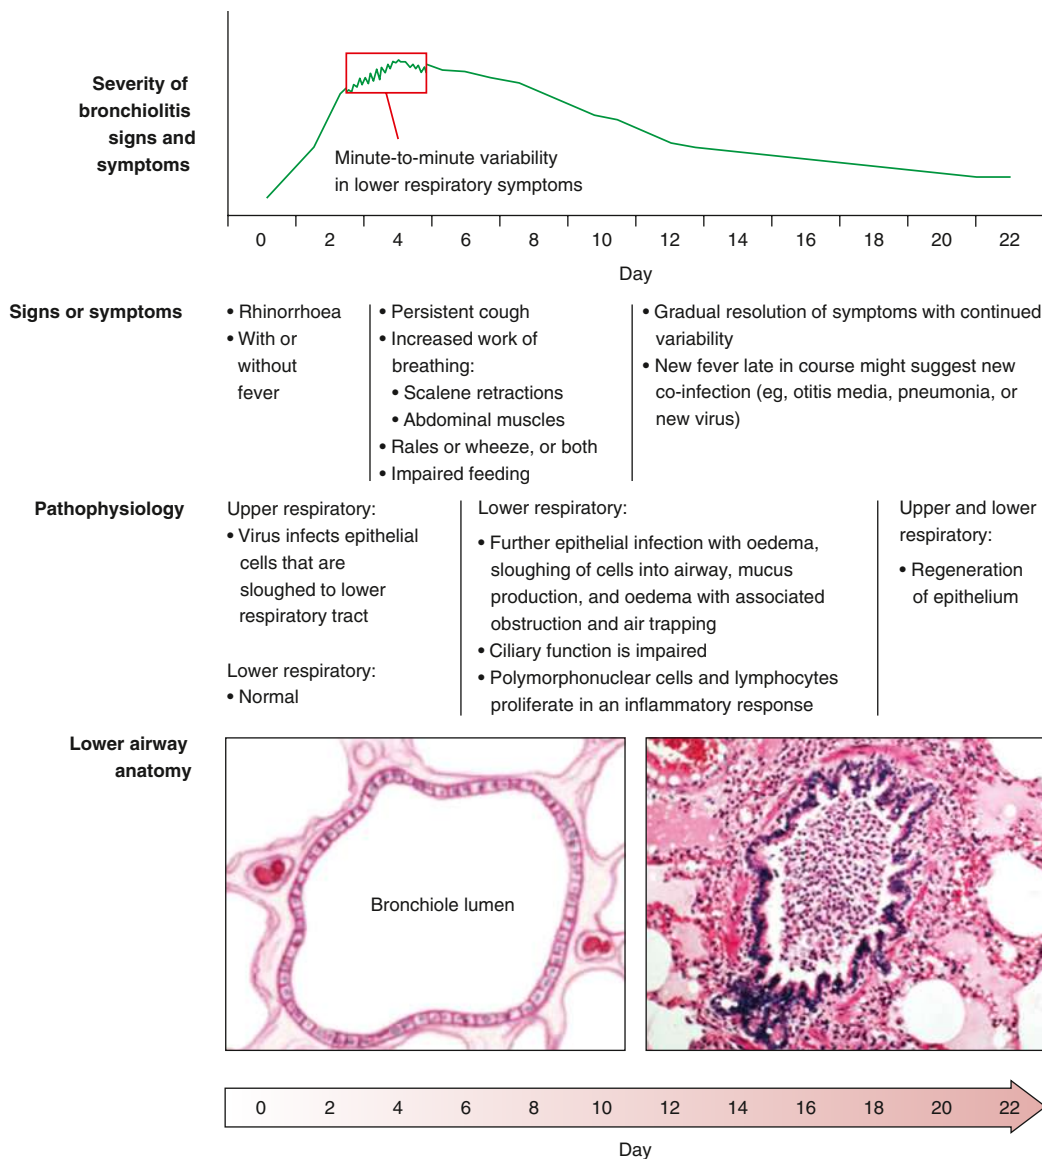 Severity of
bronchiolitis
signs and
symptoms
Minute-to-minute variability
in lower respiratory symptoms
0 2 4 6 8 10 12 14 16 18 20 22
Day
Signs or symptoms
• Rhinorrhoea
• With or
without
fever
• Persistent cough
• Increased work of
breathing:
• Scalene retractions
• Abdominal muscles
• Rales or wheeze, or both
• Impaired feeding
• Gradual resolution of symptoms with continued
variability
• New fever late in course might suggest new
co-infection (eg, otitis media, pneumonia, or
new virus)
Pathophysiology
Upper respiratory:
• Virus infects epithelial
cells that are
sloughed to lower
respiratory tract
Lower respiratory:
• Normal
Lower respiratory:
• Further epithelial infection with oedema,
sloughing of cells into airway, mucus
production, and oedema with associated
obstruction and air trapping
• Ciliary function is impaired
• Polymorphonuclear cells and lymphocytes
proliferate in an inflammatory response
Upper and lower
respiratory:
• Regeneration
of epithelium
Lower airway
anatomy
Bronchiole lumen
0 2 4 6 8 10 12 14 16 18 20 22
Day